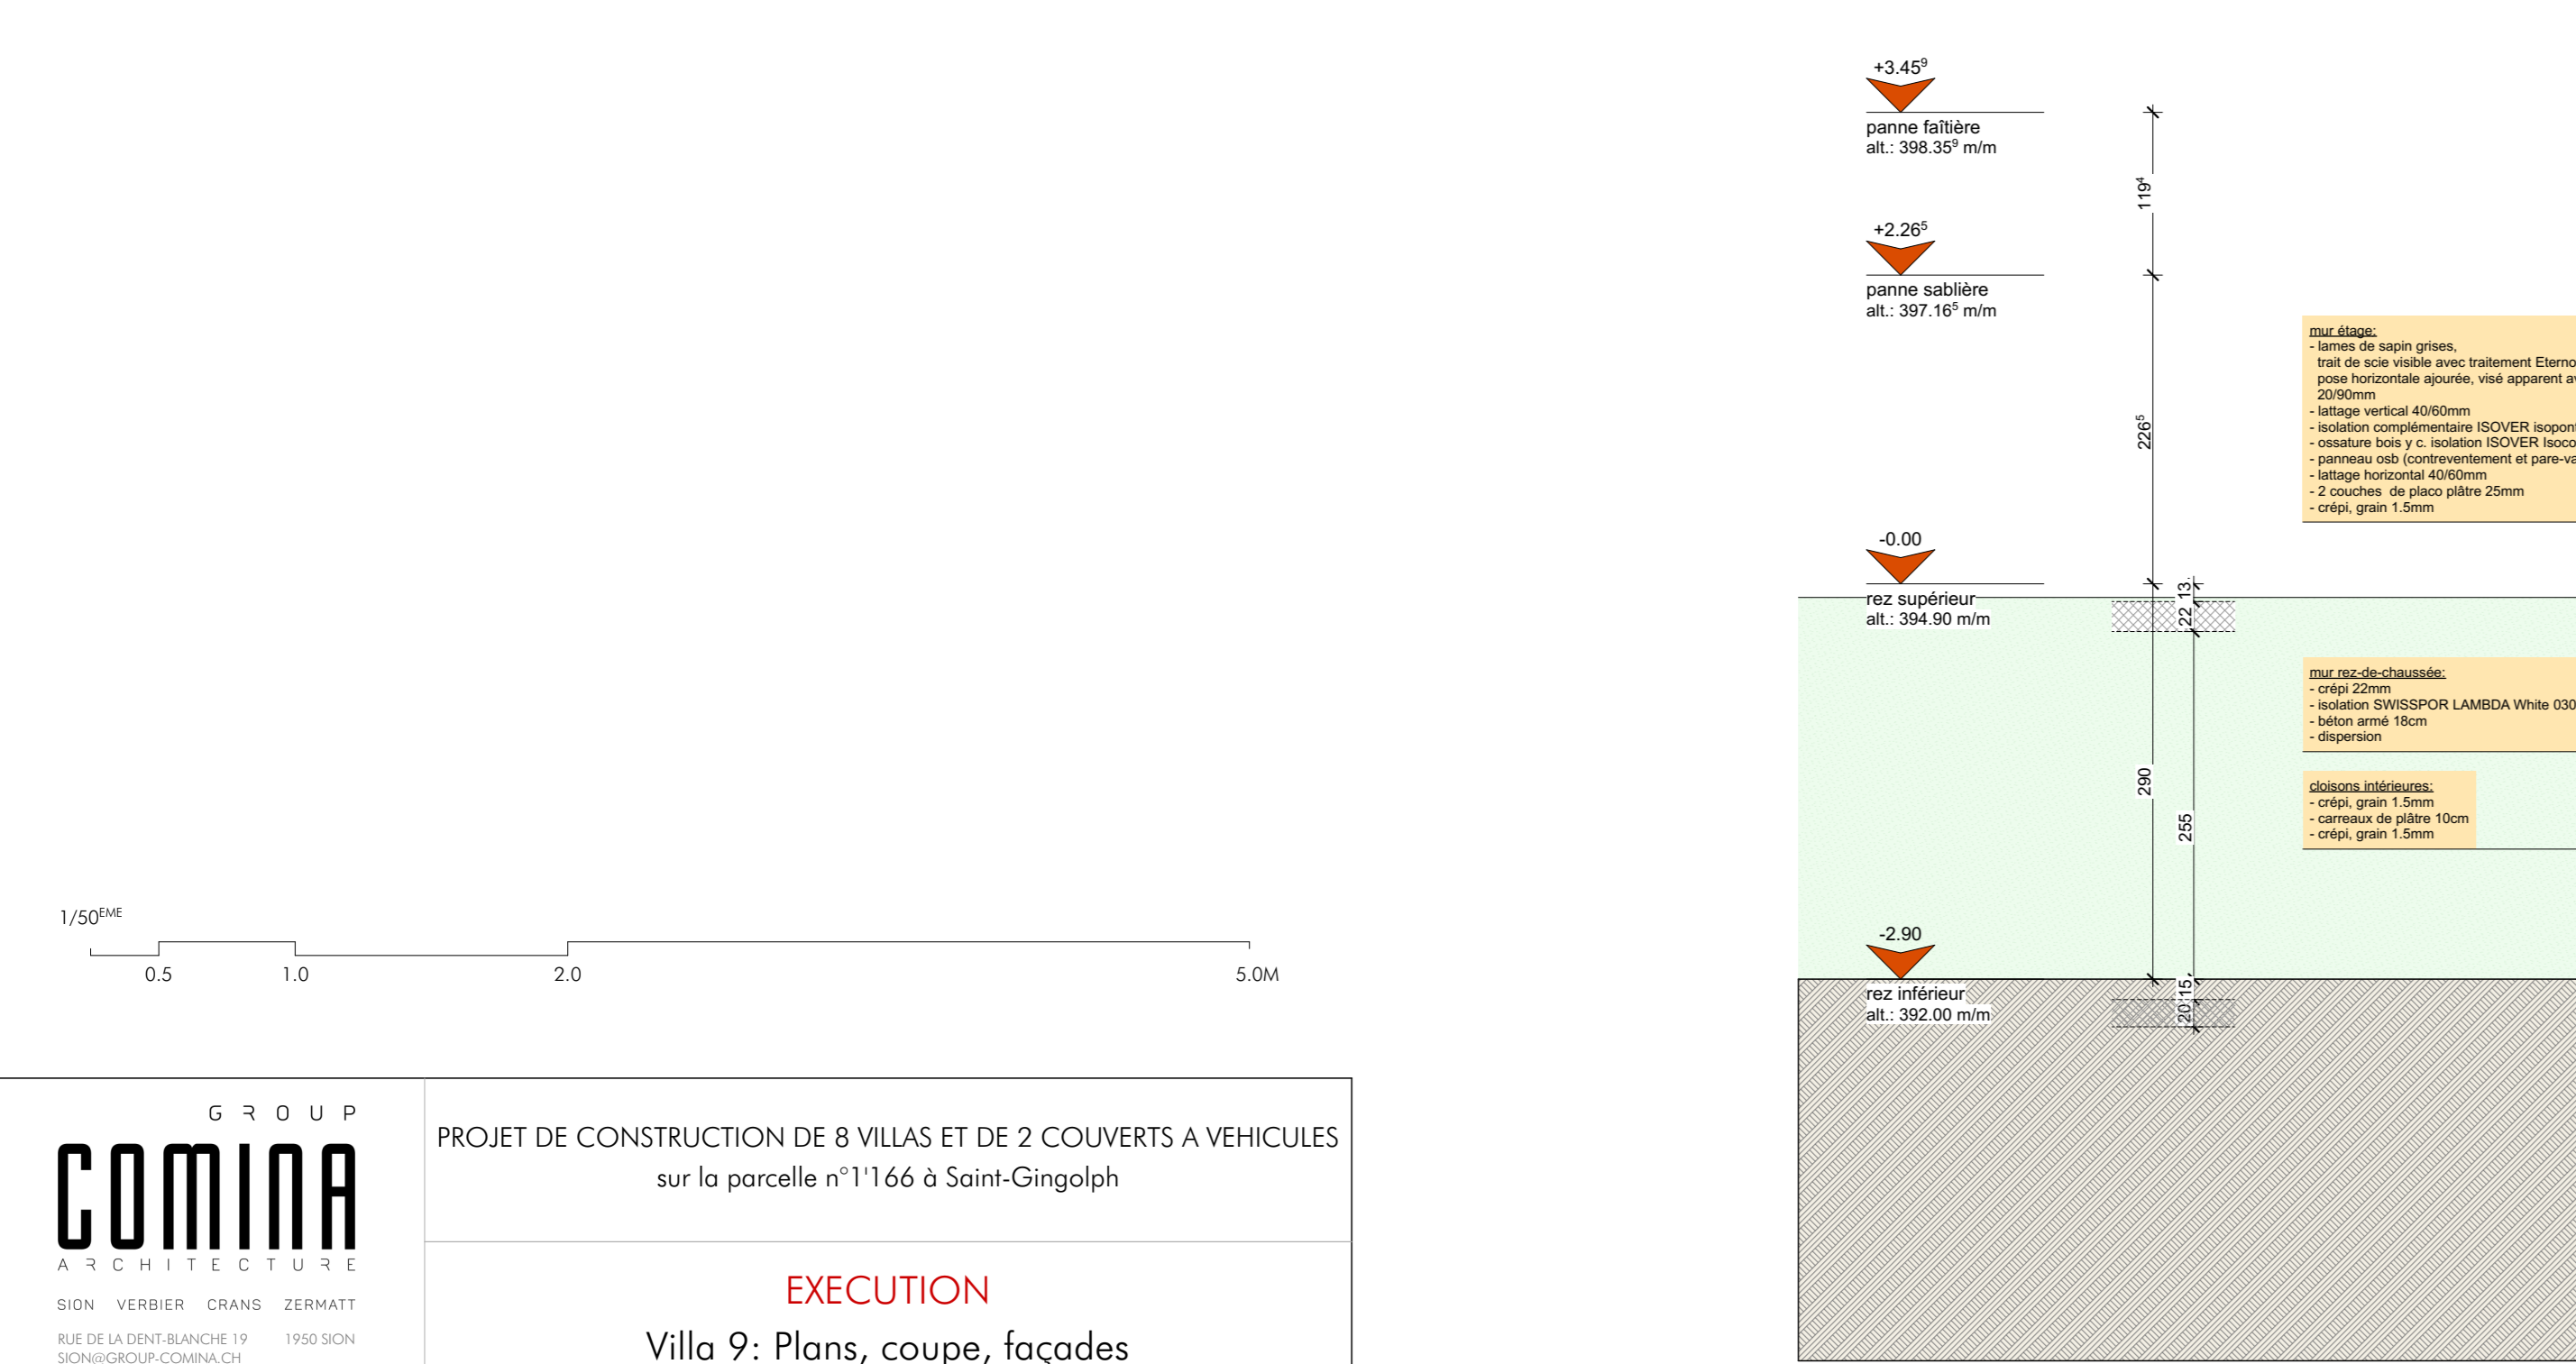 +3.45⁹
panne faîtière
alt.: 398.35⁹ m/m
119⁴
+2.26⁵
panne sablière
alt.: 397.16⁵ m/m
226⁵
mur étage:
- lames de sapin grises,
trait de scie visible avec traitement
pose horizontale ajourée, visé apparent
20/90mm
- lattage vertical 40/60mm
- isolation complémentaire ISOVER
- ossature bois y c. isolation ISOVER
- panneau osb (contreventement et
- lattage horizontal 40/60mm
- 2 couches de placo plâtre 25mm
- crépi, grain 1.5mm
-0.00
rez supérieur
alt.: 394.90 m/m
22 13
mur rez-de-chaussée:
- crépi 22mm
- isolation SWISSPOR LAMBDA White 030
- béton armé 18cm
- dispersion
290
255
cloisons intérieures:
- crépi, grain 1.5mm
- carreaux de plâtre 10cm
- crépi, grain 1.5mm
-2.90
rez inférieur
alt.: 392.00 m/m
20 15
1/50EME
0.5 1.0 2.0 5.0M
GROUP
COMINA
ARCHITECTURE
SION VERBIER CRANS ZERMATT
RUE DE LA DENT-BLANCHE 19 1950 SION
SION@GROUP-COMINA.CH
PROJET DE CONSTRUCTION DE 8 VILLAS ET DE 2 COUVERTS A VEHICULES
sur la parcelle n°1'166 à Saint-Gingolph
EXECUTION
Villa 9: Plans, coupe, façades